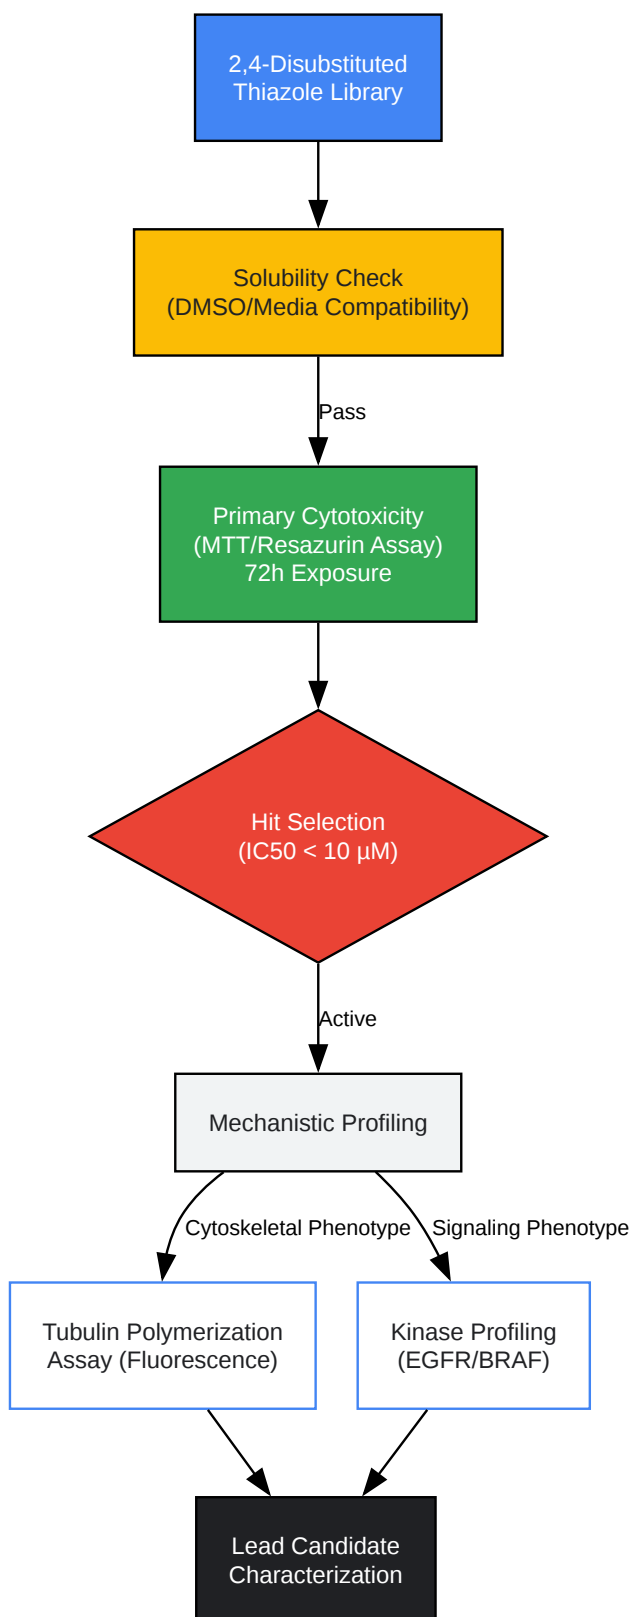 2,4-Disubstituted
Thiazole Library
Solubility Check
(DMSO/Media Compatibility)
Pass
Primary Cytotoxicity
(MTT/Resazurin Assay)
72h Exposure
Hit Selection
(IC50 < 10 µM)
Active
Mechanistic Profiling
Cytoskeletal Phenotype
Signaling Phenotype
Tubulin Polymerization
Assay (Fluorescence)
Kinase Profiling
(EGFR/BRAF)
Lead Candidate
Characterization